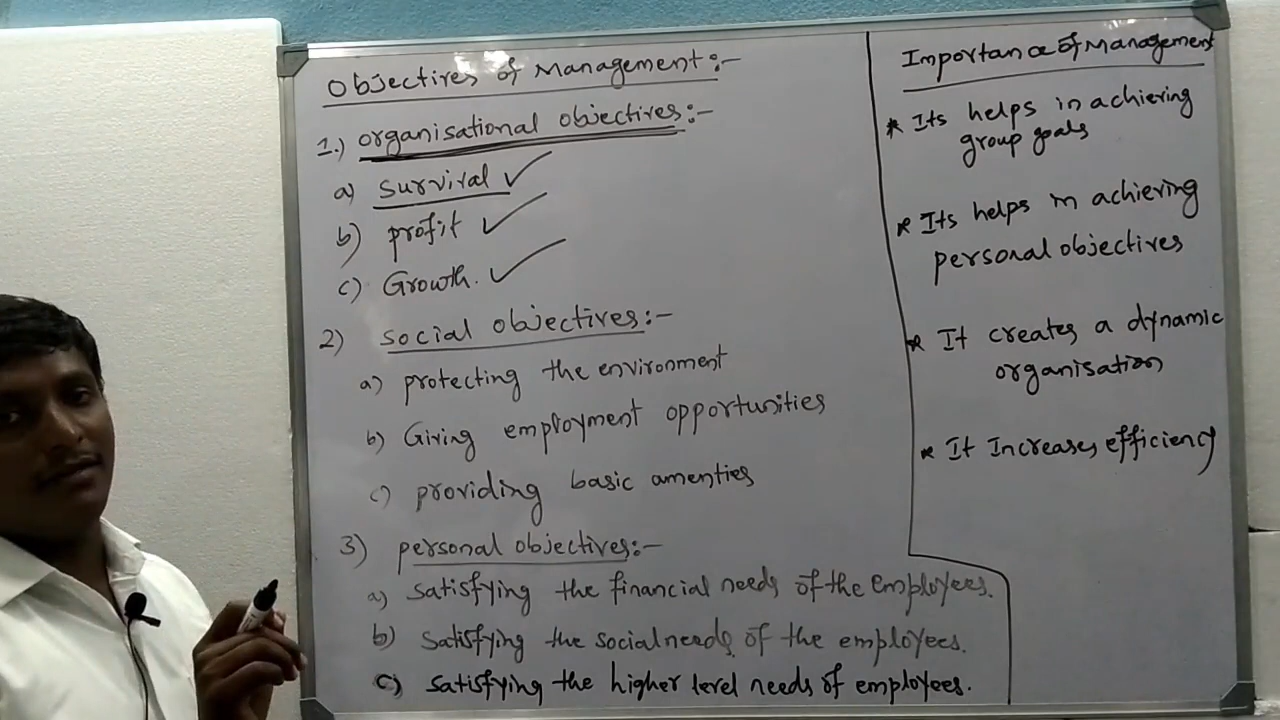 Objectives of Management:-
1.) organisational objectives:-
a) survival ✓
b) profit ✓
c) Growth. ✓
2) social objectives:-
a) protecting the environment
b) Giving employment opportunities
c) providing basic amenties
3) personal objectives:-
a) satisfying the financial needs of the employees.
b) satisfying the social needs of the employees.
c) satisfying the higher level needs of employees.
Importance of Management
* Its helps in achieving
group goals
* Its helps in achieving
personal objectives
* It creates a dynamic
organisation
* It Increases efficiency